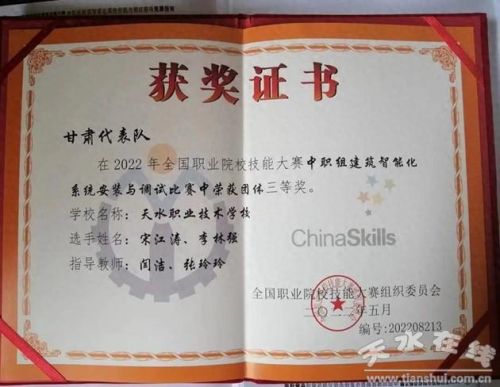 获奖证书
甘肃代表队
在2022年全国职业院校技能大赛中职组建筑智能化
系统安装与调试比赛中荣获团体三等奖。
学校名称：天水职业技术学校
选手姓名：宋江涛、李林强
ChinaSkills
指导教师：闫洁、张玲玲
全国职业院校技能大赛组织委员会
二〇二二年五月
编号：202208213
天水在线
www.tianshui.com.cn